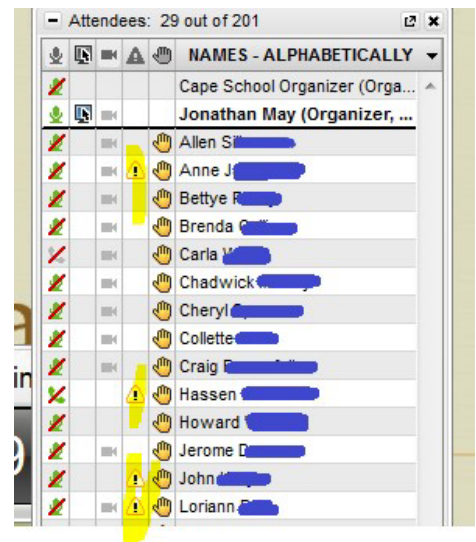 Attendees: 29 out of 201
NAMES - ALPHABETICALLY
Cape School Organizer (Orga...
Jonathan May (Organizer, ...
Allen
Anne
Bettye
Brenda
Carla
Chadwick
Cheryl
Collette
Craig
Hassen
Howard
Jerome
John
Loriann
in